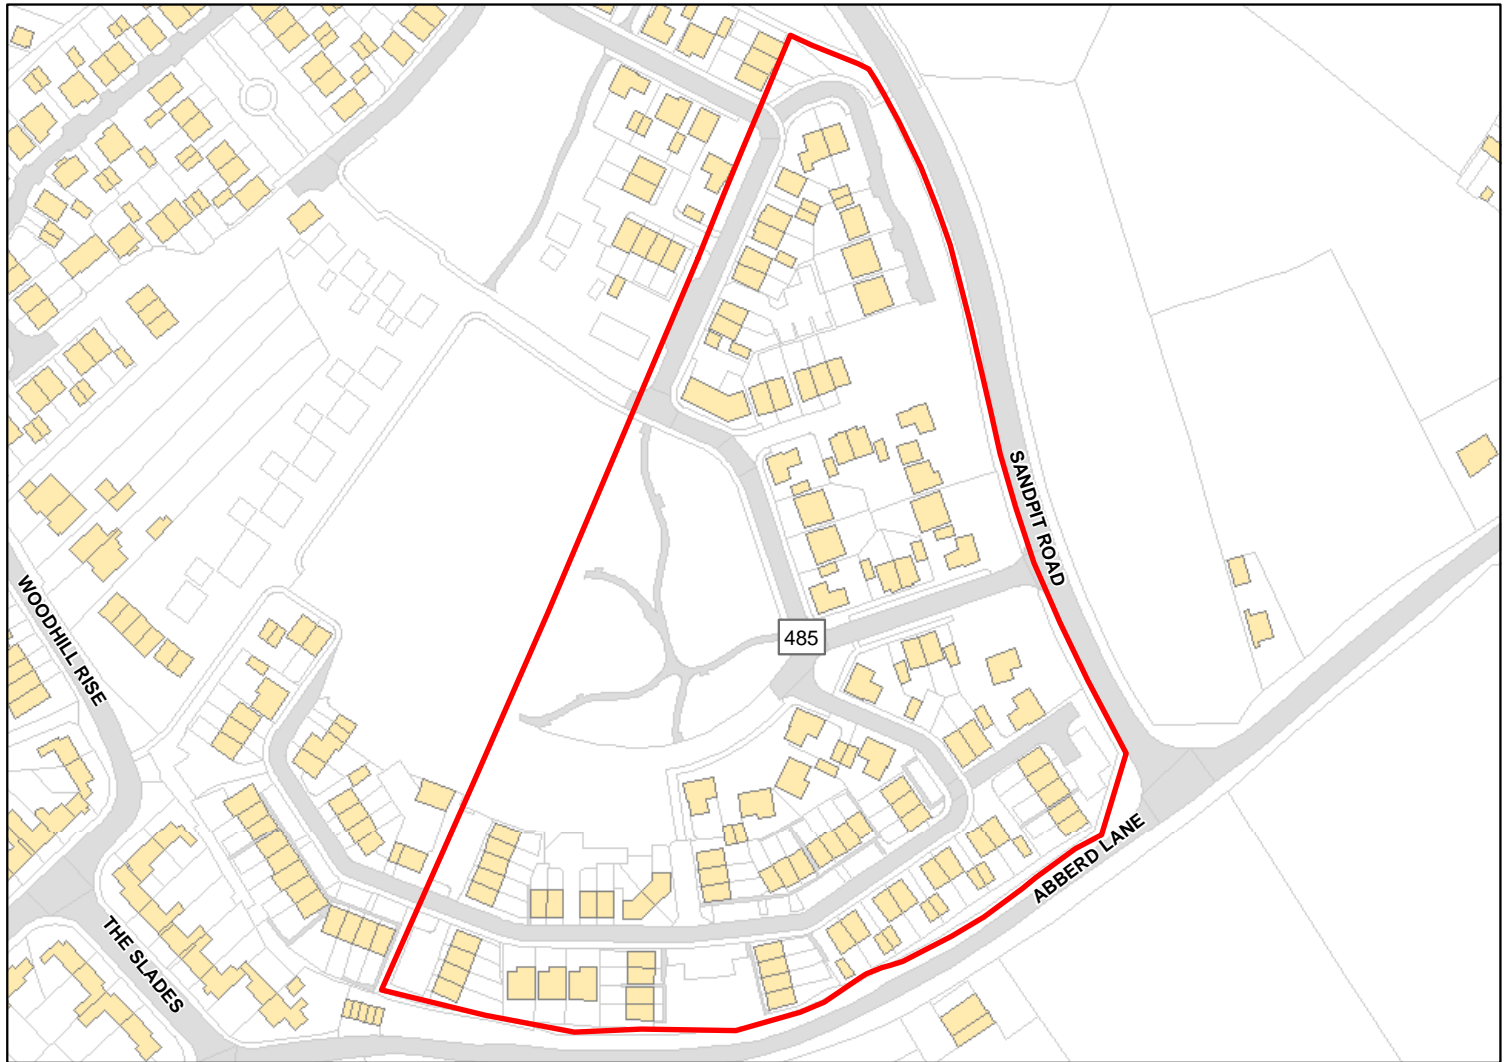 SANDPIT ROAD
WOODHILL RISE
485
ABBERD LANE
THE SLADES